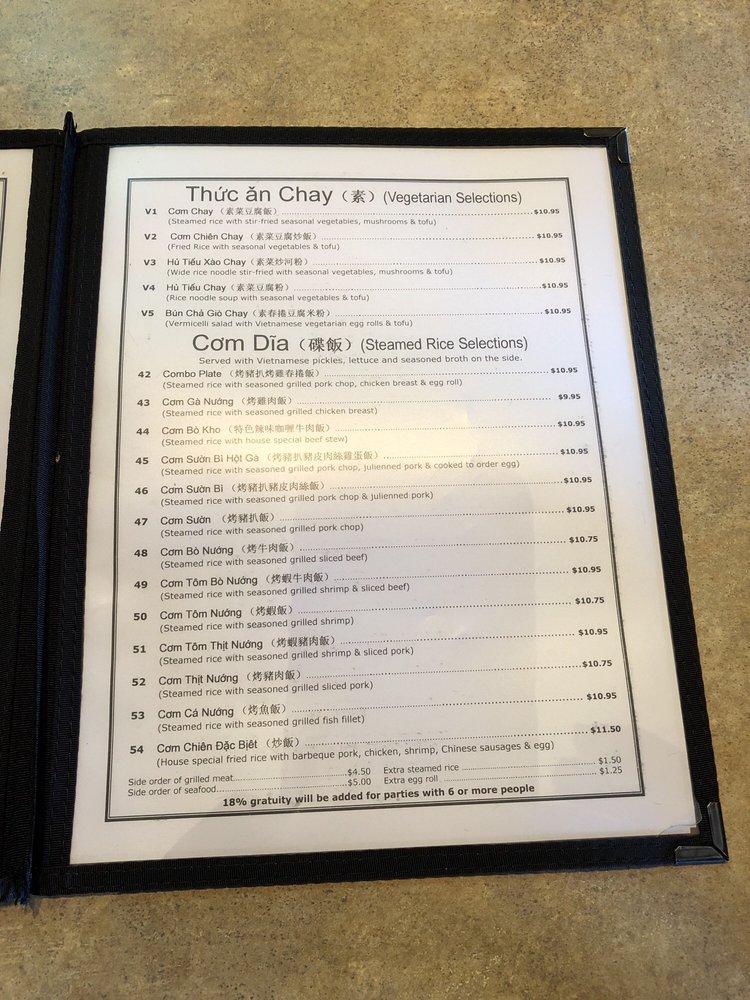 Thức ăn Chay (素) (Vegetarian Selections)
V1 Cơm Chay (素菜豆腐飯) $10.95
(Steamed rice with stir-fried seasonal vegetables, mushrooms & tofu)
V2 Cơm Chiên Chay (素菜豆腐炒飯) $10.95
(Fried Rice with seasonal vegetables & tofu)
V3 Hủ Tiếu Xào Chay (素菜炒河粉) $10.95
(Wide rice noodle stir-fried with seasonal vegetables, mushrooms & tofu)
V4 Hủ Tiếu Chay (素菜豆腐粉) $10.95
(Rice noodle soup with seasonal vegetables & tofu)
V5 Bún Chả Giò Chay (素春捲豆腐米粉) $10.95
(Vermicelli salad with Vietnamese vegetarian egg rolls & tofu)
Cơm Dĩa (碟飯) (Steamed Rice Selections)
Served with Vietnamese pickles, lettuce and seasoned broth on the side.
42 Combo Plate (烤豬扒烤雞春捲飯) $10.95
(Steamed rice with seasoned grilled pork chop, chicken breast & egg roll)
43 Cơm Gà Nướng (烤雞肉飯) $9.95
(Steamed rice with seasoned grilled chicken breast)
44 Cơm Bò Kho (特色辣味咖喱牛肉飯) $10.95
(Steamed rice with house special beef stew)
45 Cơm Sườn Bì Hột Gà (烤豬扒豬皮肉絲雞蛋飯) $10.95
(Steamed rice with seasoned grilled pork chop, julienned pork & cooked to order egg)
46 Cơm Sườn Bì (烤豬扒豬皮肉絲飯) $10.95
(Steamed rice with seasoned grilled pork chop & julienned pork)
47 Cơm Sườn (烤豬扒飯) $10.95
(Steamed rice with seasoned grilled pork chop)
48 Cơm Bò Nướng (烤牛肉飯) $10.75
(Steamed rice with seasoned grilled sliced beef)
49 Cơm Tôm Bò Nướng (烤蝦牛肉飯) $10.95
(Steamed rice with seasoned grilled shrimp & sliced beef)
50 Cơm Tôm Nướng (烤蝦飯) $10.75
(Steamed rice with seasoned grilled shrimp)
51 Cơm Tôm Thịt Nướng (烤蝦豬肉飯) $10.95
(Steamed rice with seasoned grilled shrimp & sliced pork)
52 Cơm Thịt Nướng (烤豬肉飯) $10.75
(Steamed rice with seasoned grilled sliced pork)
53 Cơm Cá Nướng (烤魚飯) $10.95
(Steamed rice with seasoned grilled fish fillet)
54 Cơm Chiên Đặc Biệt (炒飯) $11.50
(House special fried rice with barbeque pork, chicken, shrimp, Chinese sausages & egg)
Side order of grilled meat $4.50 Extra steamed rice $1.50
Side order of seafood $5.00 Extra egg roll $1.25
18% gratuity will be added for parties with 6 or more people